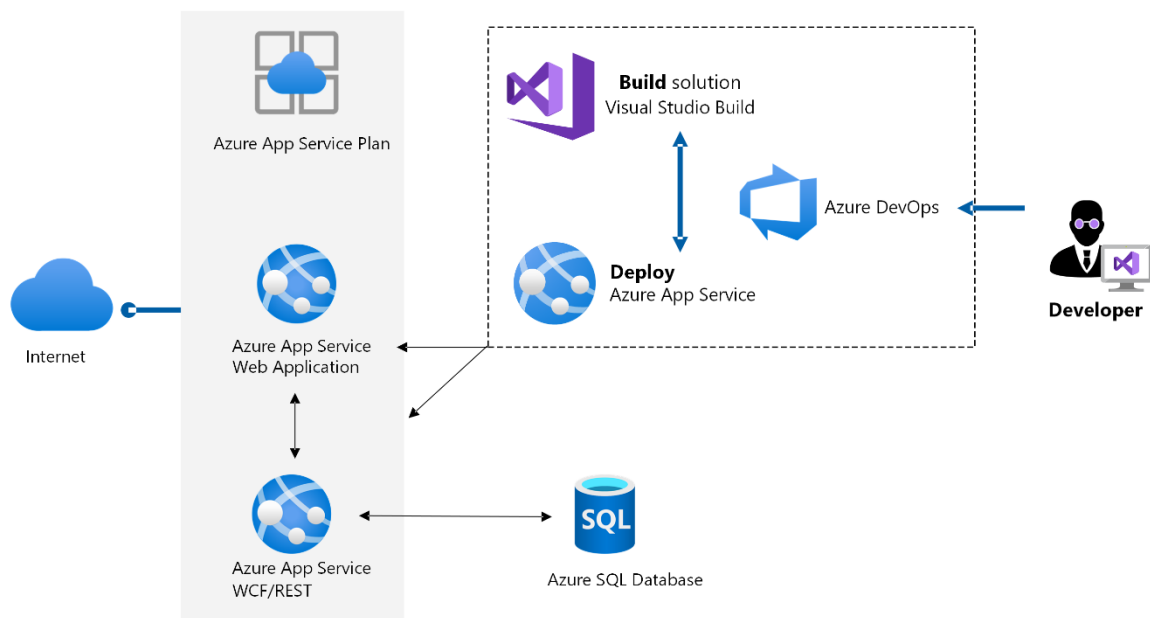 Azure App Service Plan
Build solution
Visual Studio Build
Azure DevOps
Deploy
Azure App Service
Developer
Internet
Azure App Service
Web Application
Azure App Service
WCF/REST
SQL
Azure SQL Database